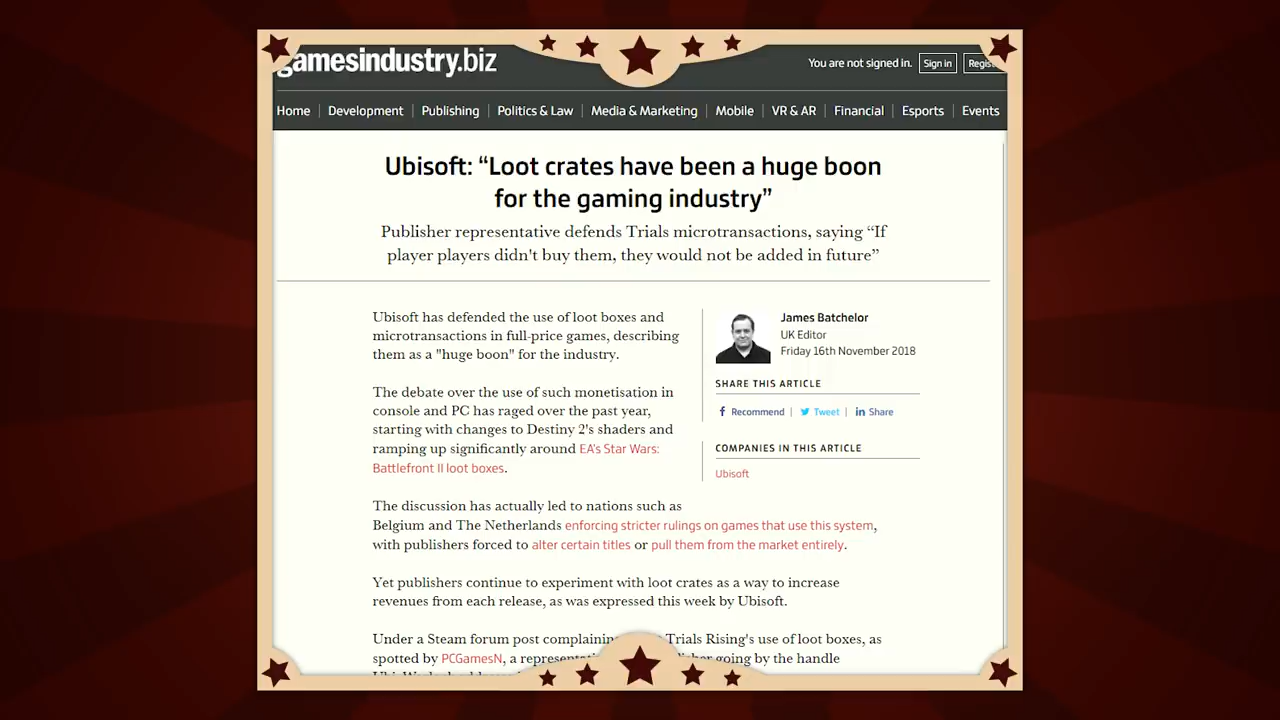 gamesindustry.biz
You are not signed in. Sign in
Home Development Publishing Politics & Law Media & Marketing Mobile VR & AR Financial Esports Events
Ubisoft: “Loot crates have been a huge boon
for the gaming industry”
Publisher representative defends Trials microtransactions, saying “If
player players didn't buy them, they would not be added in future”
Ubisoft has defended the use of loot boxes and
microtransactions in full-price games, describing
them as a "huge boon" for the industry.
The debate over the use of such monetisation in
console and PC has raged over the past year,
starting with changes to Destiny 2's shaders and
ramping up significantly around EA's Star Wars:
Battlefront II loot boxes.
James Batchelor
UK Editor
Friday 16th November 2018
SHARE THIS ARTICLE
Recommend Tweet Share
COMPANIES IN THIS ARTICLE
Ubisoft
The discussion has actually led to nations such as
Belgium and The Netherlands enforcing stricter rulings on games that use this system,
with publishers forced to alter certain titles or pull them from the market entirely.
Yet publishers continue to experiment with loot crates as a way to increase
revenues from each release, as was expressed this week by Ubisoft.
Under a Steam forum post complaining Trials Rising's use of loot boxes, as
spotted by PCGamesN, a going by the handle